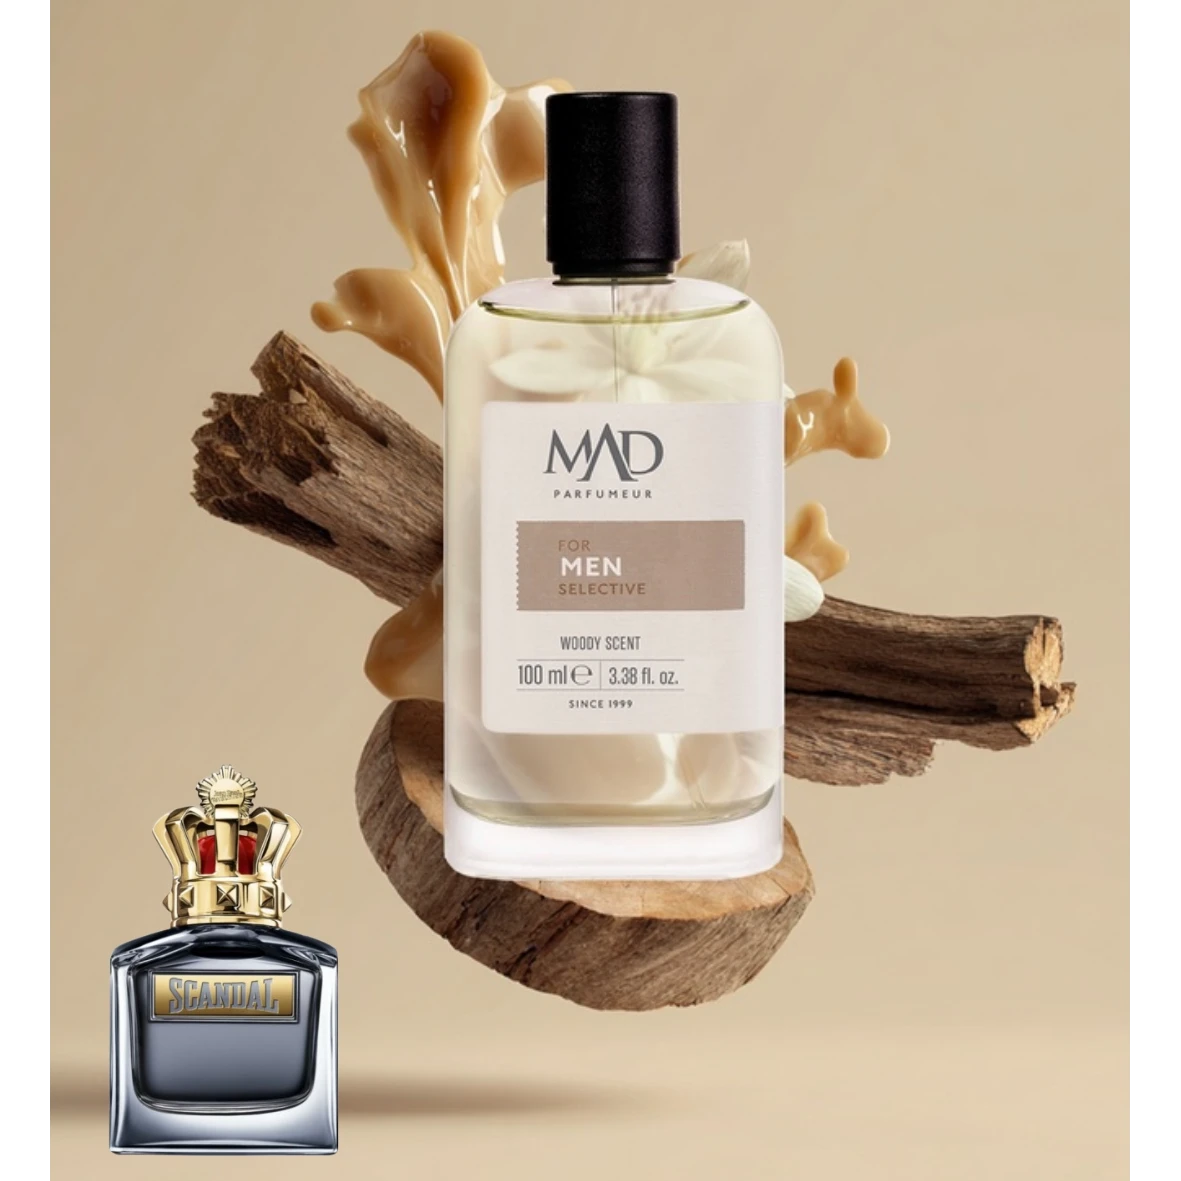 MAD
PARFUMEUR
FOR
MEN
SELECTIVE
WOODY SCENT
100 ml e 3.38 fl. oz.
SINCE 1999
SCANDAL